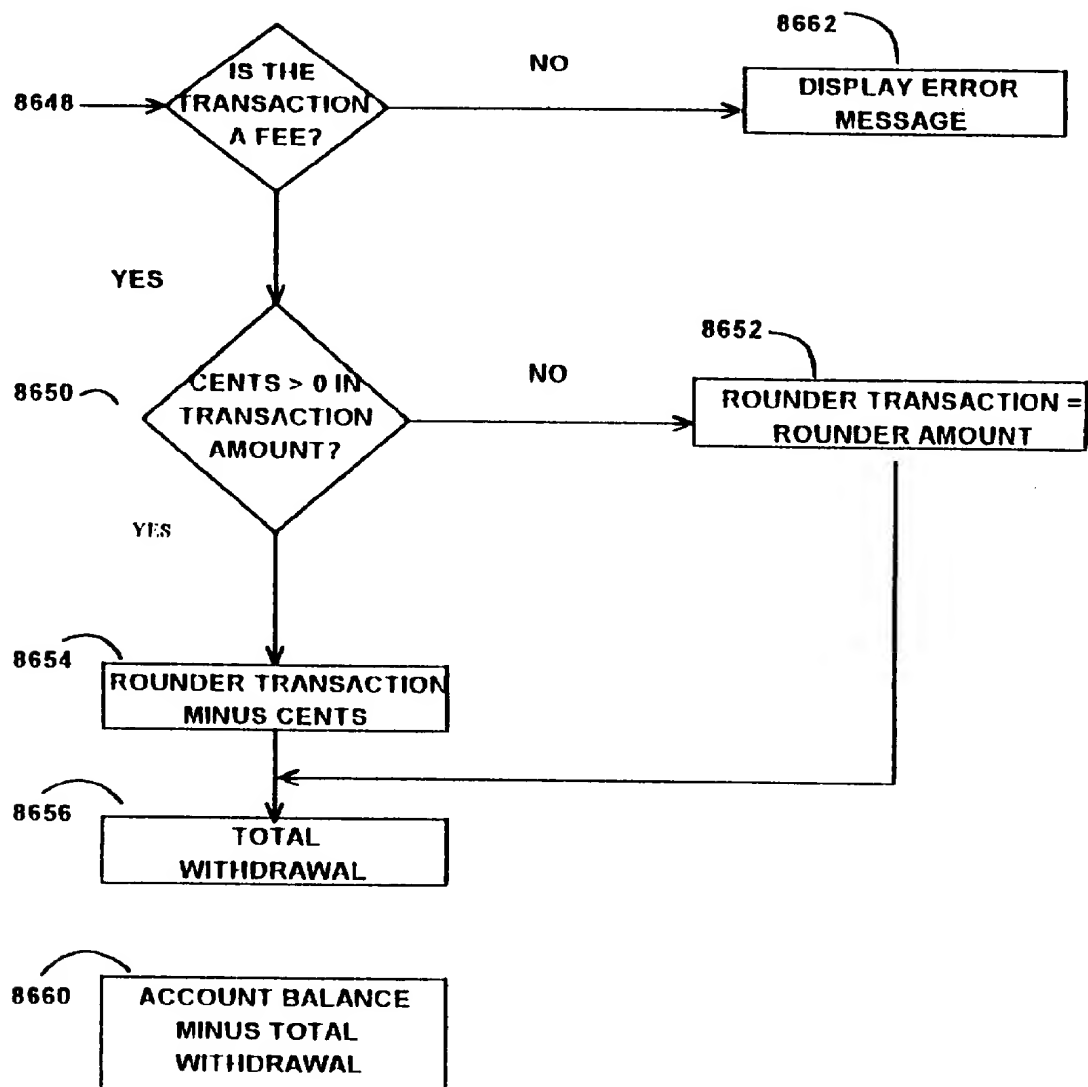 8662
IS THE
TRANSACTION
A FEE?
NO
8648
DISPLAY ERROR
MESSAGE
YES
8652
8650
CENTS > 0 IN
TRANSACTION
AMOUNT?
NO
ROUNDER TRANSACTION =
ROUNDER AMOUNT
YES
8654
ROUNDER TRANSACTION
MINUS CENTS
8656
TOTAL
WITHDRAWAL
8660
ACCOUNT BALANCE
MINUS TOTAL
WITHDRAWAL